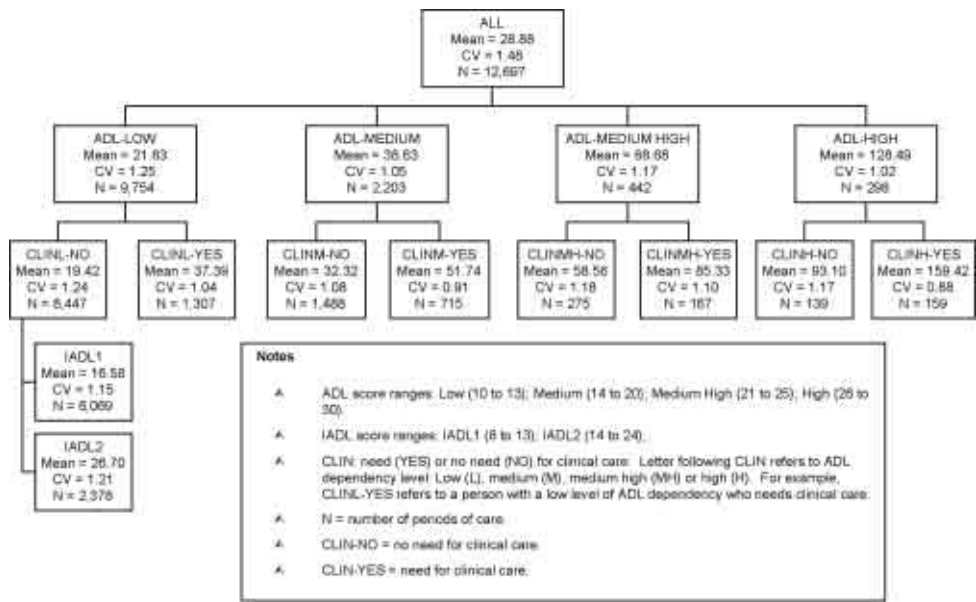 ALL
Mean = 28.88
CV = 1.48
N = 12,697
ADL-LOW
Mean = 21.83
CV = 1.25
N = 9,754
ADL-MEDIUM
Mean = 38.63
CV = 1.05
N = 2,203
ADL-MEDIUM HIGH
Mean = 68.68
CV = 1.17
N = 442
ADL-HIGH
Mean = 128.49
CV = 1.02
N = 298
CLINL-NO
Mean = 19.42
CV = 1.24
N = 8,447
CLINL-YES
Mean = 37.39
CV = 1.04
N = 1,307
CLINM-NO
Mean = 32.32
CV = 1.08
N = 1,488
CLINM-YES
Mean = 51.74
CV = 0.91
N = 715
CLINMH-NO
Mean = 58.56
CV = 1.18
N = 275
CLINMH-YES
Mean = 85.33
CV = 1.10
N = 167
CLINH-NO
Mean = 93.10
CV = 1.17
N = 139
CLINH-YES
Mean = 159.42
CV = 0.88
N = 159
IADL1
Mean = 16.58
CV = 1.15
N = 6,069
IADL2
Mean = 26.70
CV = 1.21
N = 2,378
Notes
ADL score ranges: Low (10 to 13); Medium (14 to 20); Medium High (21 to 25); High (26 to
30).
IADL score ranges: IADL1 (8 to 13); IADL2 (14 to 24).
CLIN: need (YES) or no need (NO) for clinical care. Letter following CLIN refers to ADL
dependency level: Low (L), medium (M), medium high (MH) or high (H). For example,
CLINL-YES refers to a person with a low level of ADL dependency who needs clinical care.
N = number of periods of care.
CLIN-NO = no need for clinical care.
CLIN-YES = need for clinical care.